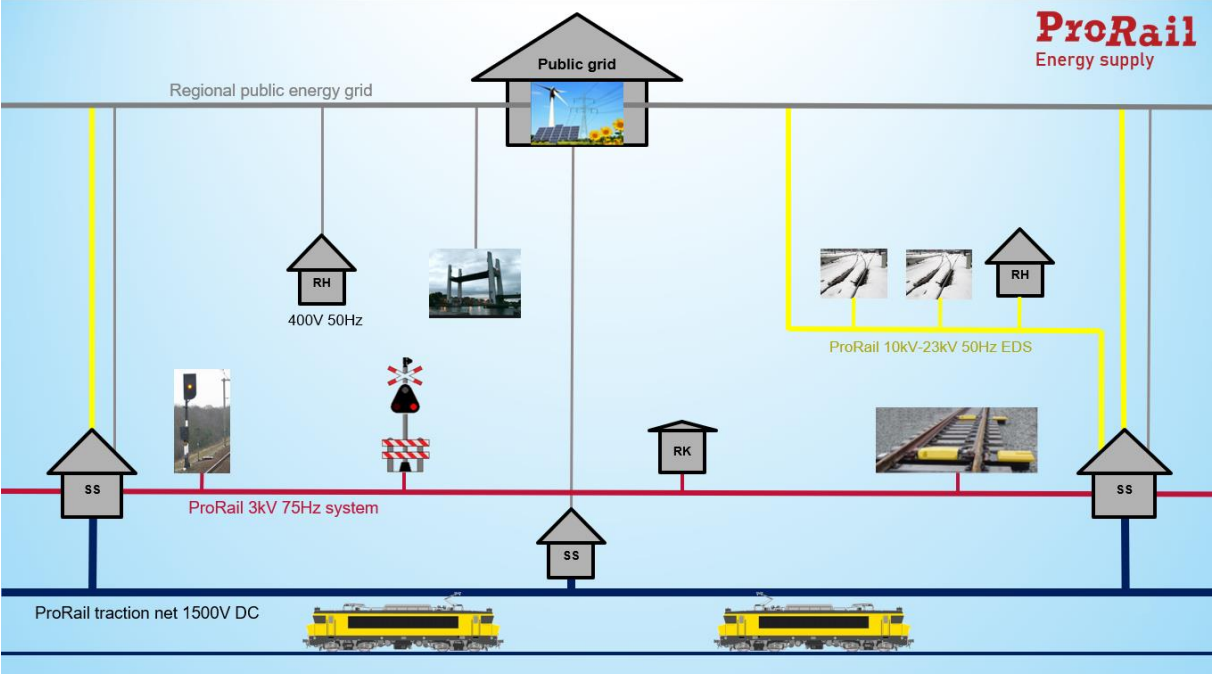 ProRail
Energy supply
Public grid
Regional public energy grid
RH
400V 50Hz
RH
ProRail 10kV-23kV 50Hz EDS
RK
SS
SS
ProRail 3kV 75Hz system
SS
ProRail traction net 1500V DC